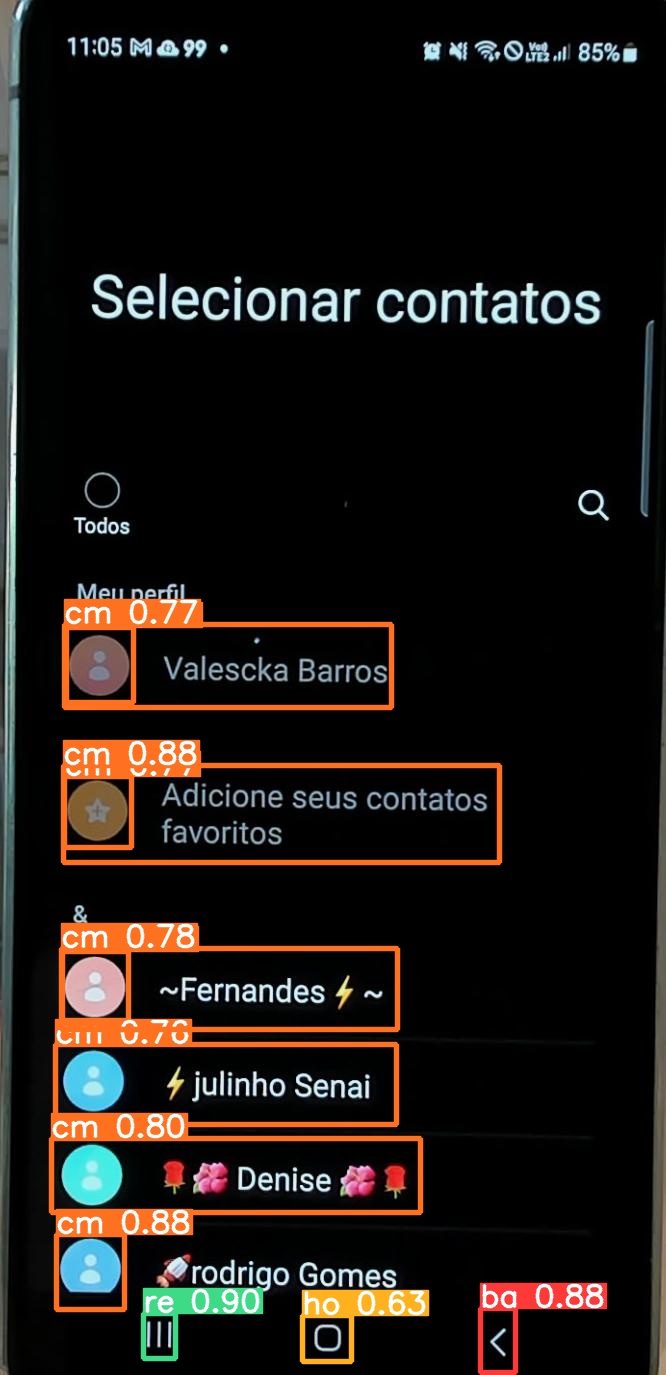 11:05 99
Vo) LTE2 85%
Selecionar contatos
Todos
Meu perfil
cm 0.77
Valescka Barros
cm 0.88
Adicione seus contatos
favoritos
&
cm 0.78
~Fernandes⚡~
cm 0.76
⚡julinho Senai
cm 0.80
🌹🌺 Denise 🌺🌹
cm 0.88
🚀rodrigo Gomes
re 0.90
ho 0.63
ba 0.88